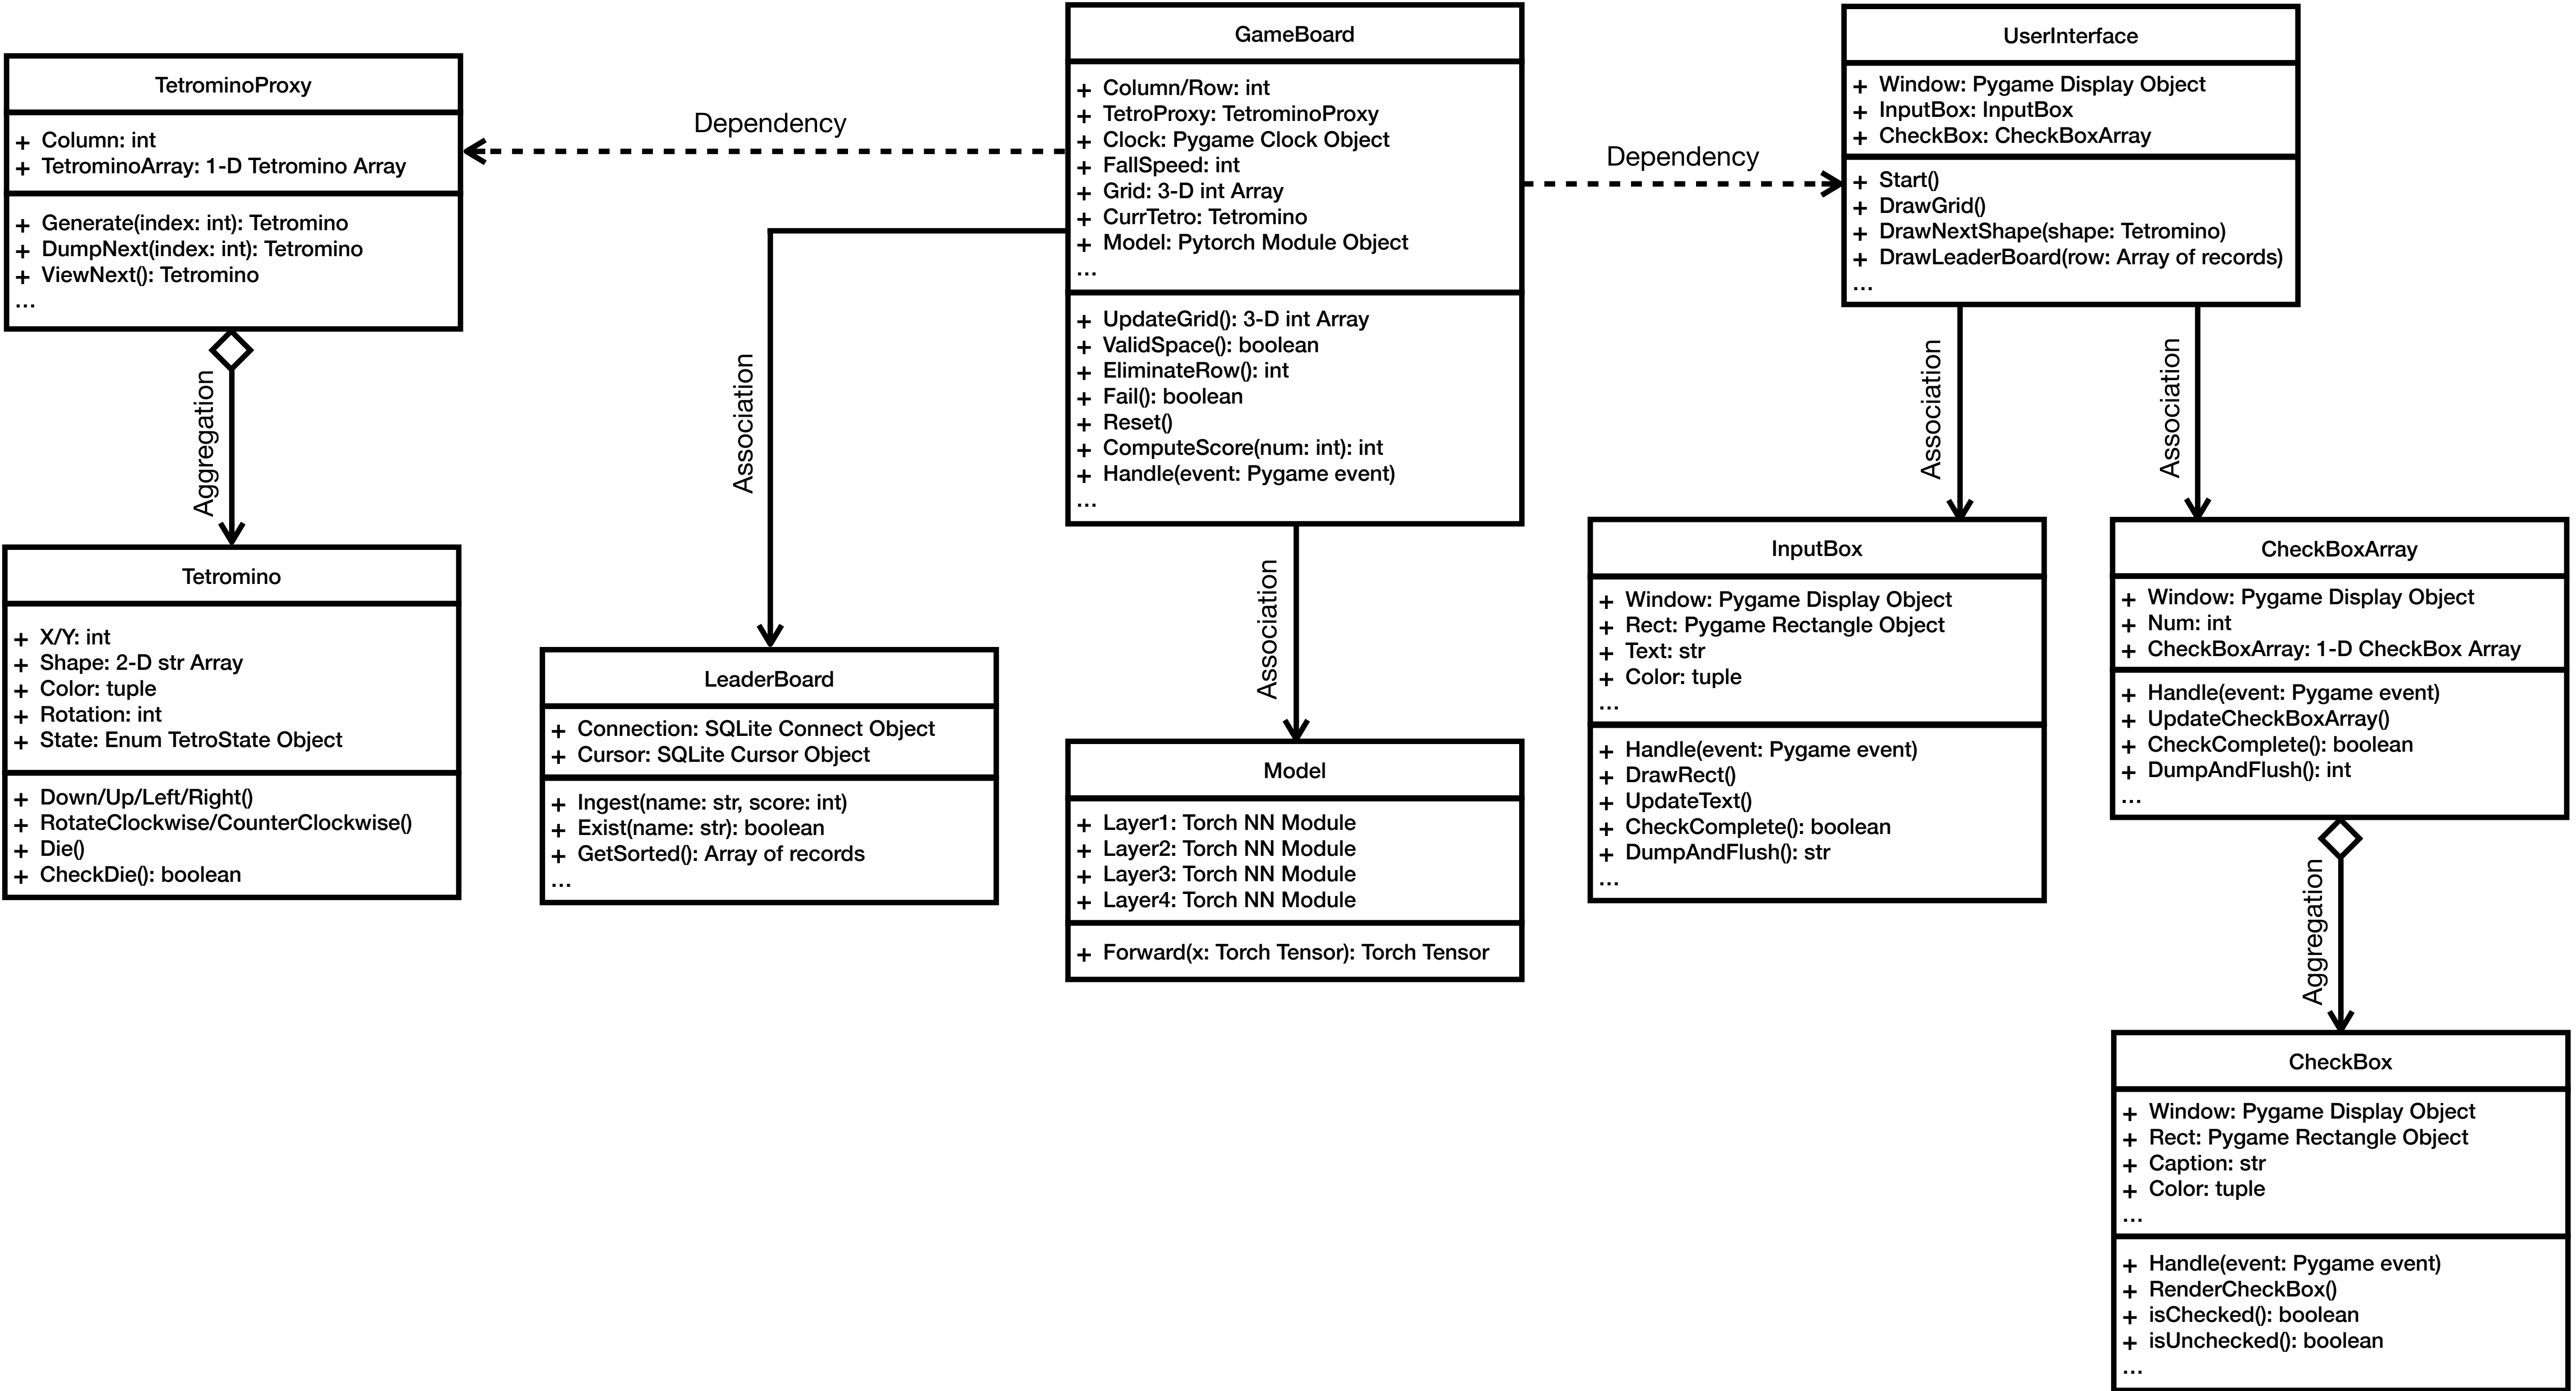 TetrominoProxy
+ Column: int
+ TetrominoArray: 1-D Tetromino Array
+ Generate(index: int): Tetromino
+ DumpNext(index: int): Tetromino
+ ViewNext(): Tetromino
...
Dependency
GameBoard
+ Column/Row: int
+ TetroProxy: TetrominoProxy
+ Clock: Pygame Clock Object
+ FallSpeed: int
+ Grid: 3-D int Array
+ CurrTetro: Tetromino
+ Model: Pytorch Module Object
...
+ UpdateGrid(): 3-D int Array
+ ValidSpace(): boolean
+ EliminateRow(): int
+ Fail(): boolean
+ Reset()
+ ComputeScore(num: int): int
+ Handle(event: Pygame event)
...
Dependency
UserInterface
+ Window: Pygame Display Object
+ InputBox: InputBox
+ CheckBox: CheckBoxArray
+ Start()
+ DrawGrid()
+ DrawNextShape(shape: Tetromino)
+ DrawLeaderBoard(row: Array of records)
...
Aggregation
Association
Association
Association
Association
Tetromino
+ X/Y: int
+ Shape: 2-D str Array
+ Color: tuple
+ Rotation: int
+ State: Enum TetroState Object
+ Down/Up/Left/Right()
+ RotateClockwise/CounterClockwise()
+ Die()
+ CheckDie(): boolean
LeaderBoard
+ Connection: SQLite Connect Object
+ Cursor: SQLite Cursor Object
+ Ingest(name: str, score: int)
+ Exist(name: str): boolean
+ GetSorted(): Array of records
...
Model
+ Layer1: Torch NN Module
+ Layer2: Torch NN Module
+ Layer3: Torch NN Module
+ Layer4: Torch NN Module
+ Forward(x: Torch Tensor): Torch Tensor
InputBox
+ Window: Pygame Display Object
+ Rect: Pygame Rectangle Object
+ Text: str
+ Color: tuple
...
+ Handle(event: Pygame event)
+ DrawRect()
+ UpdateText()
+ CheckComplete(): boolean
+ DumpAndFlush(): str
...
CheckBoxArray
+ Window: Pygame Display Object
+ Num: int
+ CheckBoxArray: 1-D CheckBox Array
+ Handle(event: Pygame event)
+ UpdateCheckBoxArray()
+ CheckComplete(): boolean
+ DumpAndFlush(): int
...
Aggregation
CheckBox
+ Window: Pygame Display Object
+ Rect: Pygame Rectangle Object
+ Caption: str
+ Color: tuple
...
+ Handle(event: Pygame event)
+ RenderCheckBox()
+ isChecked(): boolean
+ isUnchecked(): boolean
...